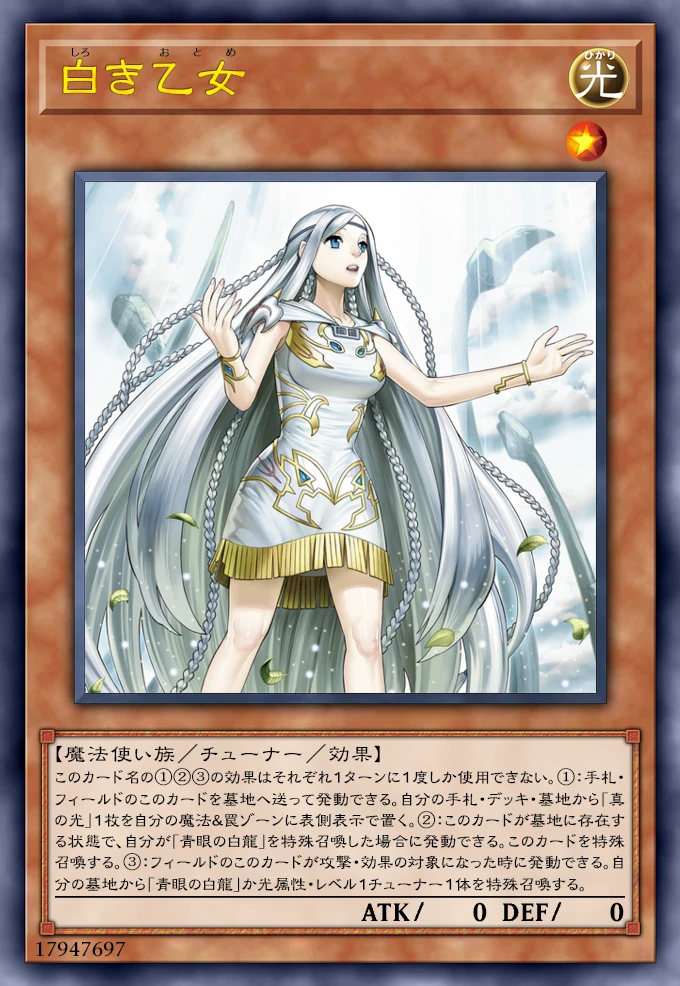 しろ おとめ
白き乙女
ひかり
光
【魔法使い族／チューナー／効果】
このカード名の①②③の効果はそれぞれ1ターンに1度しか使用できない。①：手札・
フィールドのこのカードを墓地へ送って発動できる。自分の手札・デッキ・墓地から「真
の光」1枚を自分の魔法&罠ゾーンに表側表示で置く。②：このカードが墓地に存在す
る状態で、自分が「青眼の白龍」を特殊召喚した場合に発動できる。このカードを特殊
召喚する。③：フィールドのこのカードが攻撃・効果の対象になった時に発動できる。自
分の墓地から「青眼の白龍」か光属性・レベル1チューナー1体を特殊召喚する。
ATK/ 0 DEF/ 0
17947697